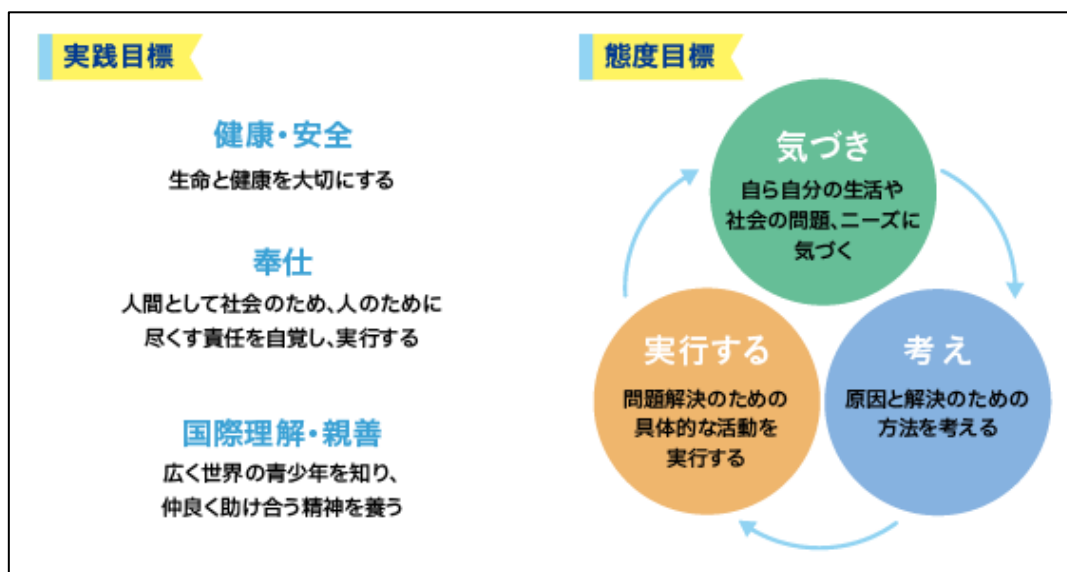 実践目標
健康・安全
生命と健康を大切にする
奉仕
人間として社会のため、人のために
尽くす責任を自覚し、実行する
国際理解・親善
広く世界の青少年を知り、
仲良く助け合う精神を養う
態度目標
気づき
自ら自分の生活や
社会の問題、ニーズに
気づく
考え
原因と解決のための
方法を考える
実行する
問題解決のための
具体的な活動を
実行する